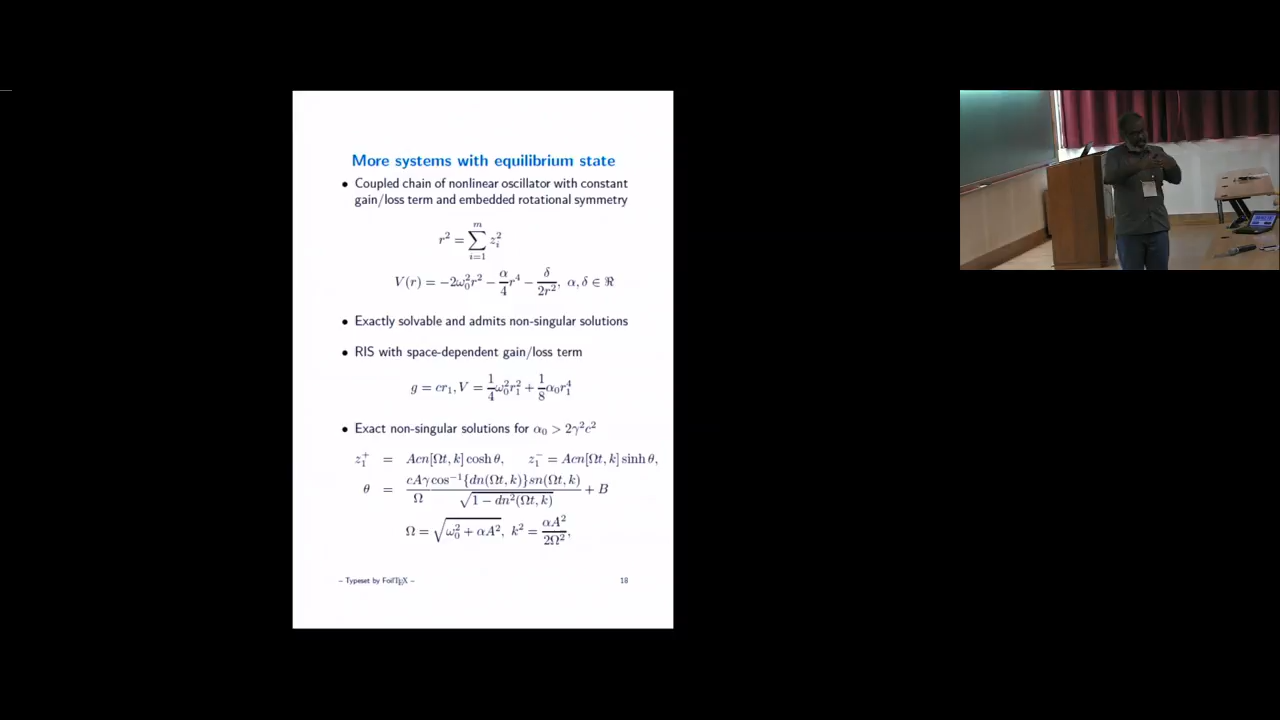 More systems with equilibrium state
• Coupled chain of nonlinear oscillator with constant
gain/loss term and embedded rotational symmetry
r² = ∑_{i=1}^{m} z_i²
V(r) = −2ω₀²r² − α/4 r⁴ − δ/(2r²), α, δ ∈ ℜ
• Exactly solvable and admits non-singular solutions
• RIS with space-dependent gain/loss term
g = cr₁, V = 1/4 ω₀²r₁² + 1/8 α₀r₁⁴
• Exact non-singular solutions for α₀ > 2γ²c²
z₁⁺ = Acn[Ωt, k] cosh θ, z₁⁻ = Acn[Ωt, k] sinh θ,
θ = cAγ/Ω cos⁻¹{dn(Ωt, k)}sn(Ωt, k)/√(1 − dn²(Ωt, k)) + B
Ω = √(ω₀² + αA²), k² = αA²/(2Ω²),
– Typeset by FoilTEX – 18